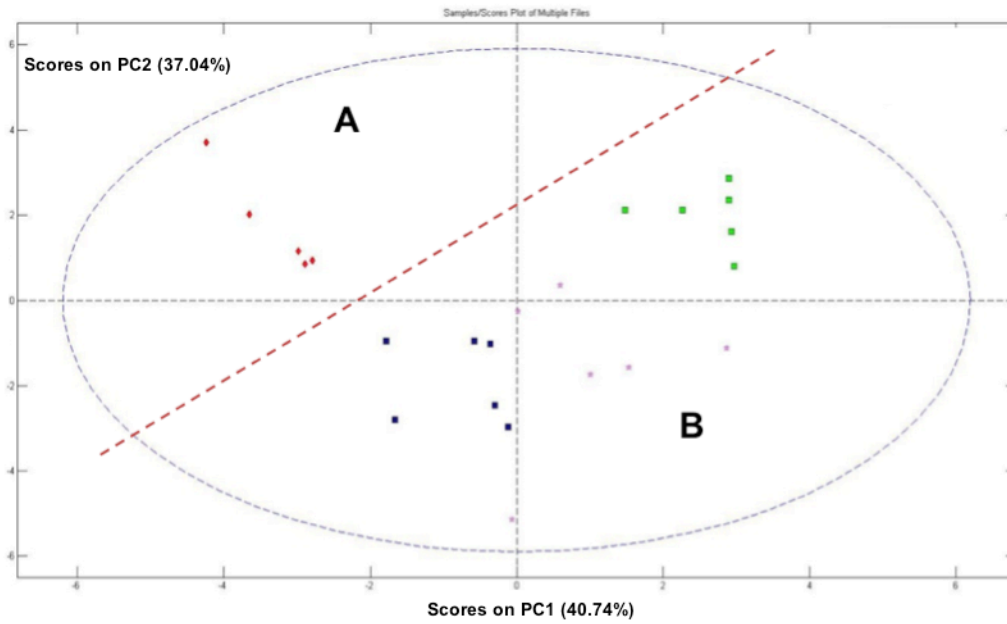 Samples/Scores Plot of Multiple Files
6
Scores on PC2 (37.04%)
A
4
2
0
-2
B
-4
-6
-6 -4 -2 0 2 4 6
Scores on PC1 (40.74%)